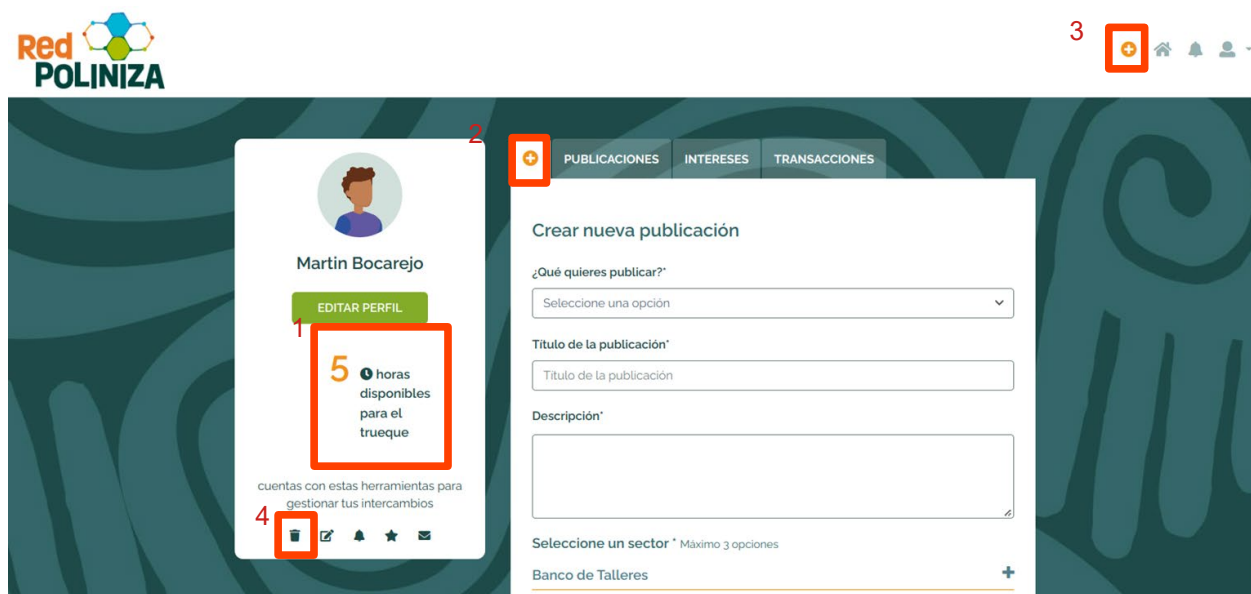 Red
POLINIZA
3
2
PUBLICACIONES INTERESES TRANSACCIONES
Martin Bocarejo
EDITAR PERFIL
1
5 horas
disponibles
para el
trueque
cuentas con estas herramientas para
gestionar tus intercambios
4
Crear nueva publicación
¿Qué quieres publicar?*
Seleccione una opción
Título de la publicación*
Título de la publicación
Descripción*
Seleccione un sector * Máximo 3 opciones
Banco de Talleres